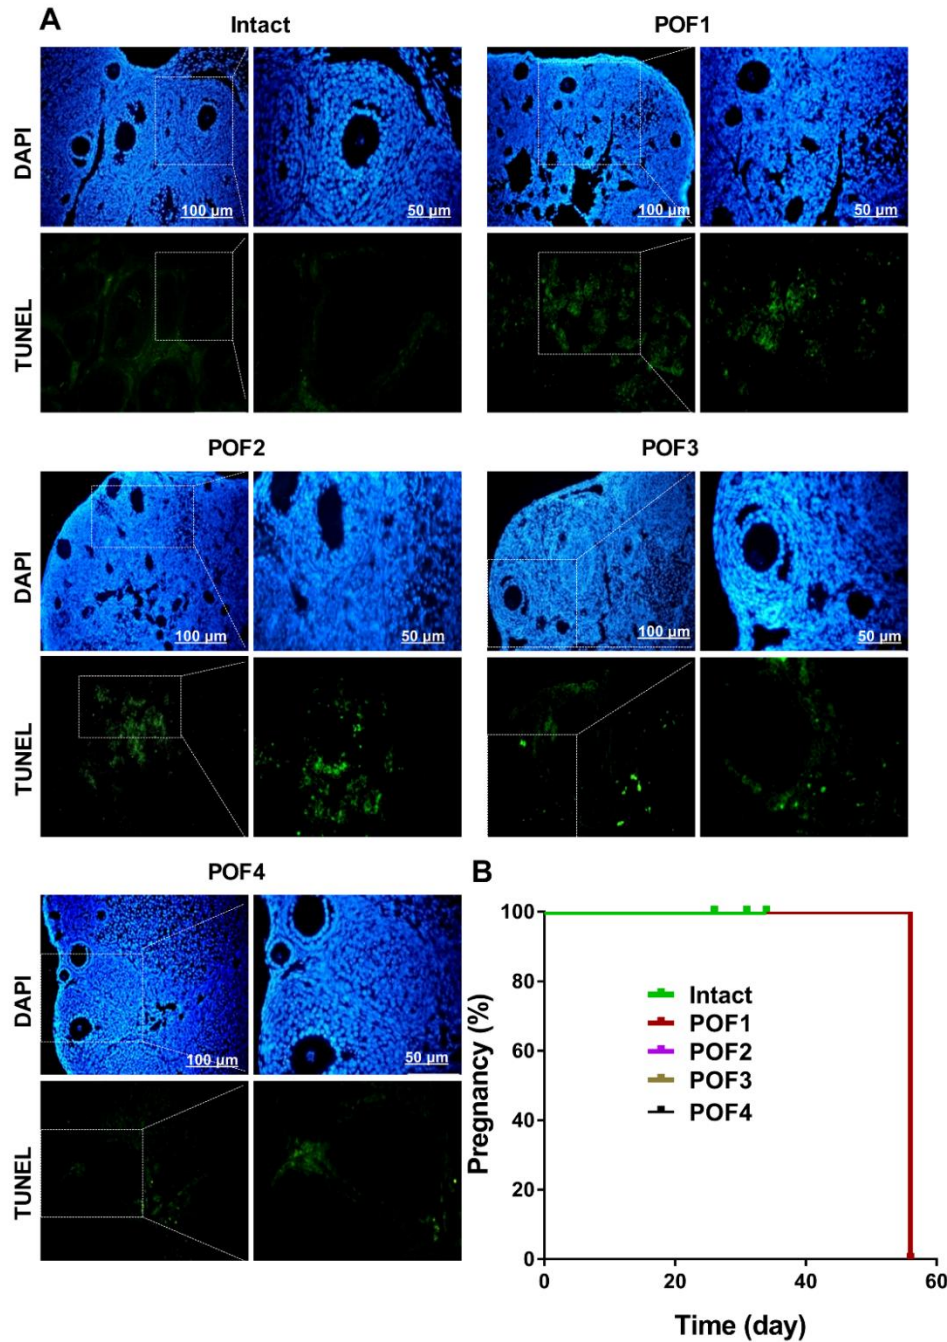 A
Intact
POF1
DAPI
100 µm
50 µm
100 µm
50 µm
TUNEL
POF2
POF3
DAPI
100 µm
50 µm
100 µm
50 µm
TUNEL
POF4
B
DAPI
100 µm
50 µm
TUNEL
Pregnancy (%)
100
80
60
40
20
0
Intact
POF1
POF2
POF3
POF4
0
20
40
60
Time (day)